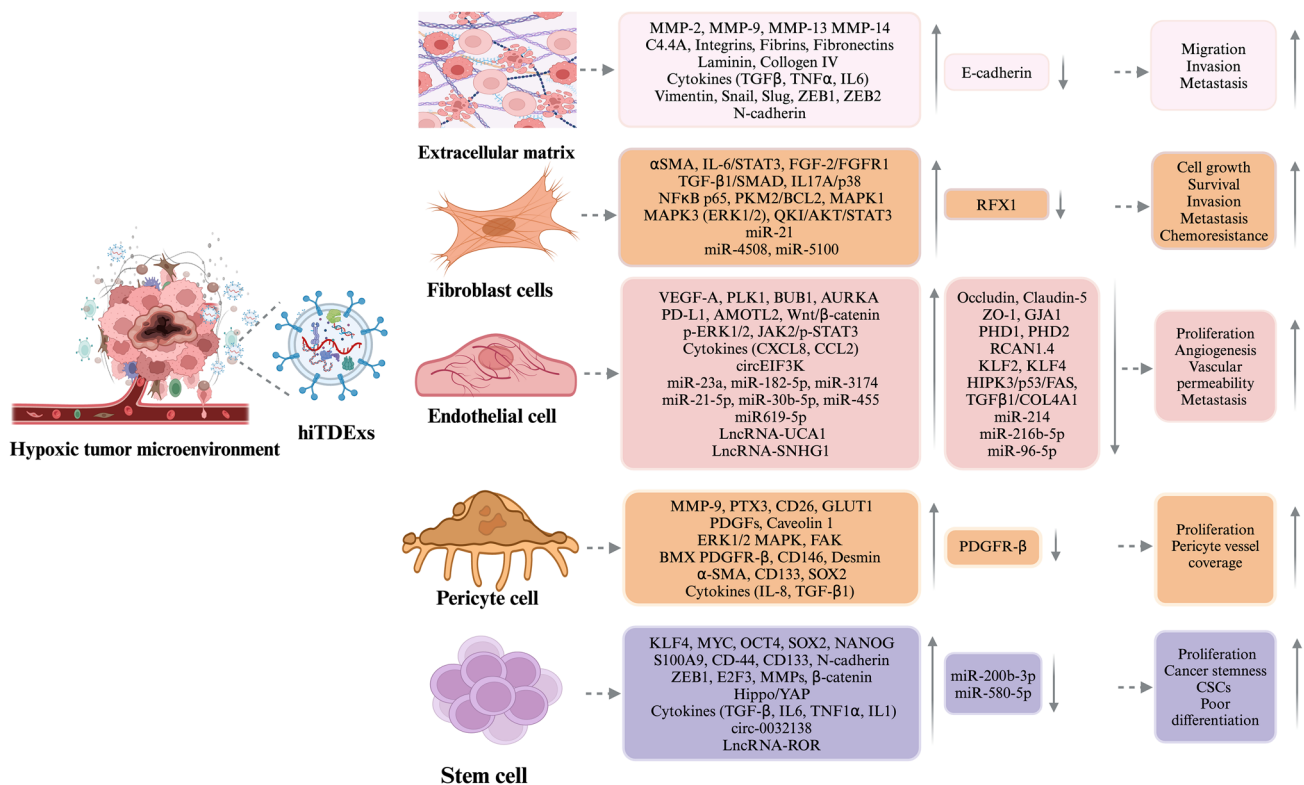 MMP-2, MMP-9, MMP-13 MMP-14
C4.4A, Integrins, Fibrins, Fibronectins
Laminin, Collagen IV
Cytokines (TGFβ, TNFα, IL6)
Vimentin, Snail, Slug, ZEB1, ZEB2
N-cadherin
E-cadherin
Migration
Invasion
Metastasis
Extracellular matrix
αSMA, IL-6/STAT3, FGF-2/FGFR1
TGF-β1/SMAD, IL17A/p38
NFκB p65, PKM2/BCL2, MAPK1
MAPK3 (ERK1/2), QKI/AKT/STAT3
miR-21
miR-4508, miR-5100
RFX1
Cell growth
Survival
Invasion
Metastasis
Chemoresistance
Fibroblast cells
VEGF-A, PLK1, BUB1, AURKA
PD-L1, AMOTL2, Wnt/β-catenin
p-ERK1/2, JAK2/p-STAT3
Cytokines (CXCL8, CCL2)
circEIF3K
miR-23a, miR-182-5p, miR-3174
miR-21-5p, miR-30b-5p, miR-455
miR619-5p
LncRNA-UCA1
LncRNA-SNHG1
Occludin, Claudin-5
ZO-1, GJA1
PHD1, PHD2
RCAN1.4
KLF2, KLF4
HIPK3/p53/FAS,
TGFβ1/COL4A1
miR-214
miR-216b-5p
miR-96-5p
Proliferation
Angiogenesis
Vascular
permeability
Metastasis
Endothelial cell
hiTDExs
Hypoxic tumor microenvironment
MMP-9, PTX3, CD26, GLUT1
PDGFs, Caveolin 1
ERK1/2 MAPK, FAK
BMX PDGFR-β, CD146, Desmin
α-SMA, CD133, SOX2
Cytokines (IL-8, TGF-β1)
PDGFR-β
Proliferation
Pericyte vessel
coverage
Pericyte cell
KLF4, MYC, OCT4, SOX2, NANOG
S100A9, CD-44, CD133, N-cadherin
ZEB1, E2F3, MMPs, β-catenin
Hippo/YAP
Cytokines (TGF-β, IL6, TNF1α, IL1)
circ-0032138
LncRNA-ROR
miR-200b-3p
miR-580-5p
Proliferation
Cancer stemness
CSCs
Poor
differentiation
Stem cell